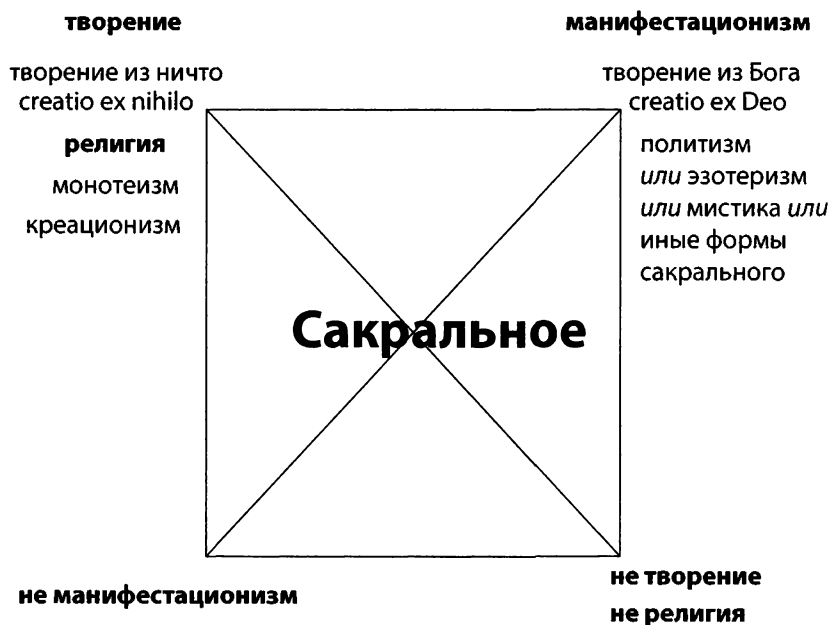 творение
творение из ничто
creatio ex nihilo
религия
монотеизм
креационизм
манифестационизм
творение из Бога
creatio ex Deo
политизм
или эзотеризм
или мистика или
иные формы
сакрального
Сакральное
не манифестационизм
не творение
не религия